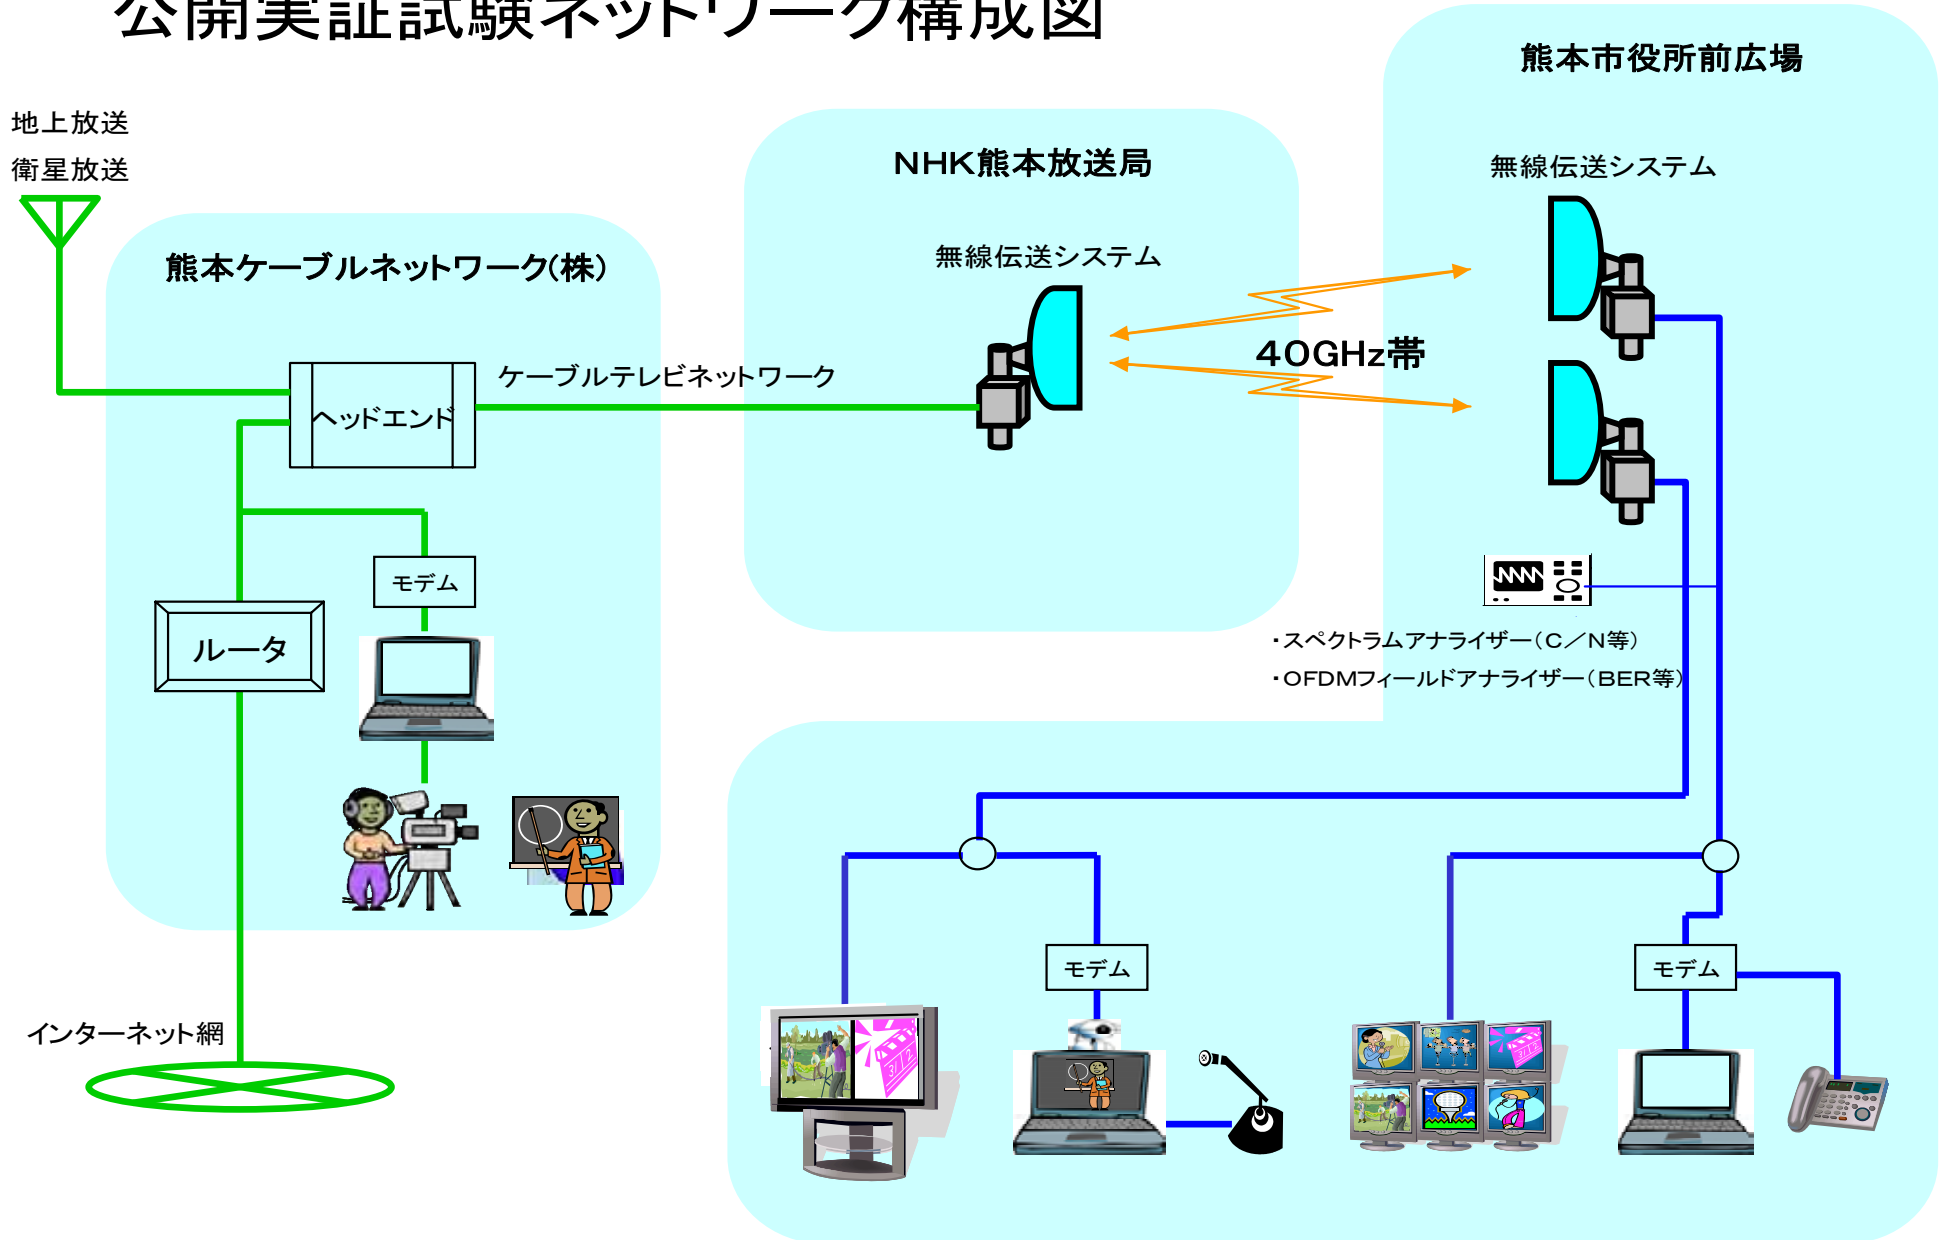 公開実証試験ネットワーク構成図
熊本市役所前広場
地上放送
衛星放送
NHK熊本放送局
無線伝送システム
熊本ケーブルネットワーク(株)
無線伝送システム
40GHz帯
ケーブルテレビネットワーク
ヘッドエンド
モデム
ルータ
・スペクトラムアナライザー(C/N等)
・OFDMフィールドアナライザー(BER等)
モデム
モデム
インターネット網